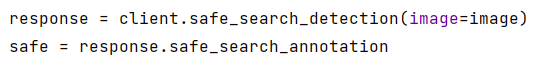 response = client.safe_search_detection(image=image)
safe = response.safe_search_annotation